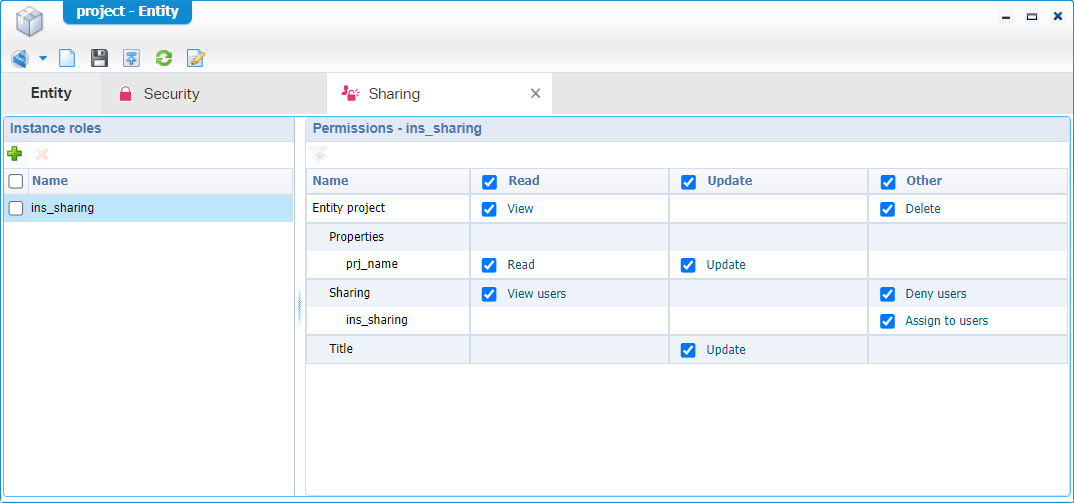 project - Entity
Entity Security Sharing
Instance roles
Name
ins_sharing
Permissions - ins_sharing
Name Read Update Other
Entity project View Delete
Properties
prj_name Read Update
Sharing View users Deny users
ins_sharing Assign to users
Title Update